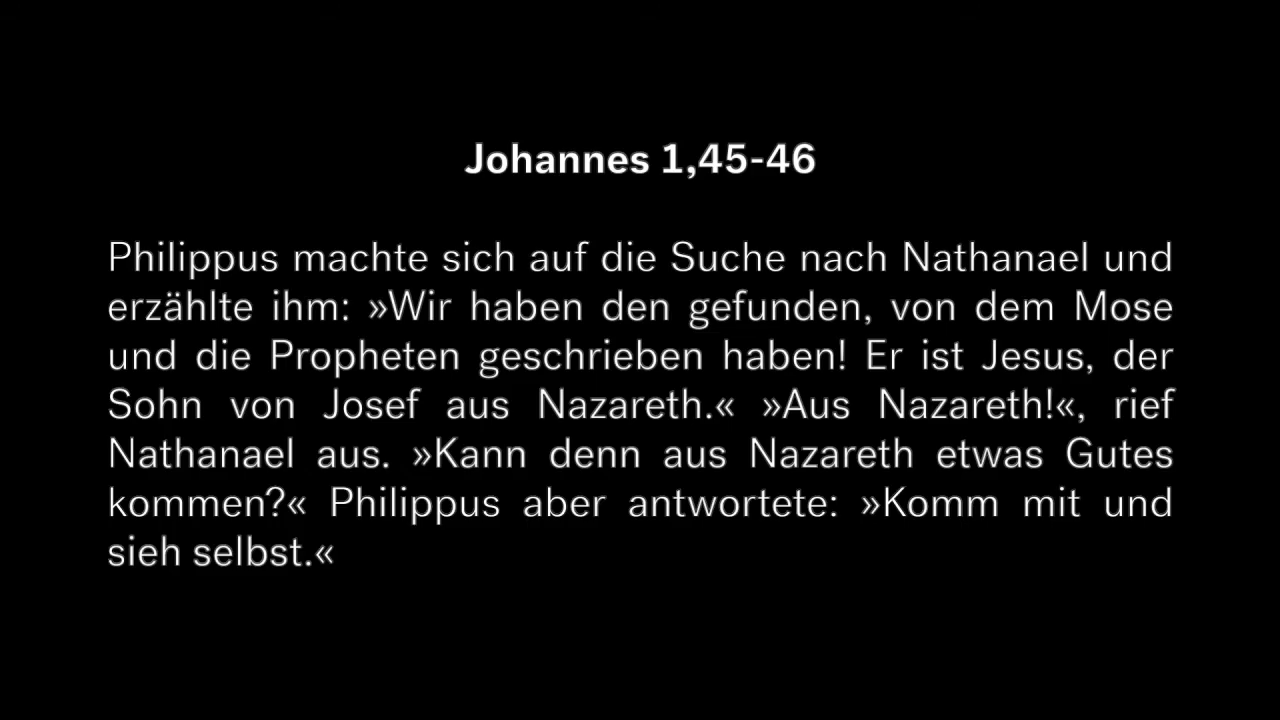 Johannes 1,45-46
Philippus machte sich auf die Suche nach Nathanael und
erzählte ihm: »Wir haben den gefunden, von dem Mose
und die Propheten geschrieben haben! Er ist Jesus, der
Sohn von Josef aus Nazareth.« »Aus Nazareth!«, rief
Nathanael aus. »Kann denn aus Nazareth etwas Gutes
kommen?« Philippus aber antwortete: »Komm mit und
sieh selbst.«